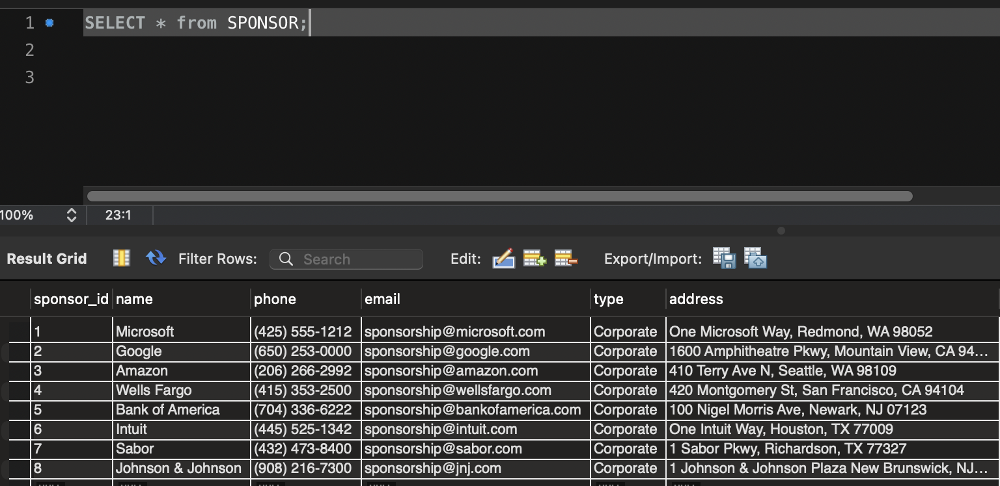 1 SELECT * from SPONSOR;
2
3
100% 23:1
Result Grid Filter Rows: Search Edit: Export/Import:
sponsor_id name phone email type address
1 Microsoft (425) 555-1212 sponsorship@microsoft.com Corporate One Microsoft Way, Redmond, WA 98052
2 Google (650) 253-0000 sponsorship@google.com Corporate 1600 Amphitheatre Pkwy, Mountain View, CA 94...
3 Amazon (206) 266-2992 sponsorship@amazon.com Corporate 410 Terry Ave N, Seattle, WA 98109
4 Wells Fargo (415) 353-2500 sponsorship@wellsfargo.com Corporate 420 Montgomery St, San Francisco, CA 94104
5 Bank of America (704) 336-6222 sponsorship@bankofamerica.com Corporate 100 Nigel Morris Ave, Newark, NJ 07123
6 Intuit (445) 525-1342 sponsorship@intuit.com Corporate One Intuit Way, Houston, TX 77009
7 Sabor (432) 473-8400 sponsorship@sabor.com Corporate 1 Sabor Pkwy, Richardson, TX 77327
8 Johnson & Johnson (908) 216-7300 sponsorship@jnj.com Corporate 1 Johnson & Johnson Plaza New Brunswick, NJ...